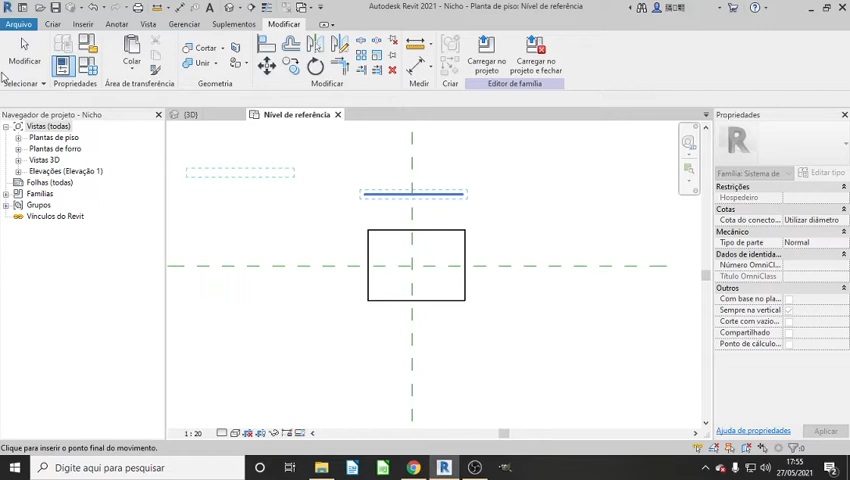 Autodesk Revit 2021 - Nicho - Planta de piso: Nível de referência
Arquivo Criar Inserir Anotar Vista Gerenciar Suplementos Modificar
Modificar
Colar
Cortar
Unir
Carregar no projeto
Carregar no projeto e fechar
Selecionar Propriedades Área de transferência Geometria Modificar Medir Criar Editor de família
Navegador de projeto - Nicho
{3D}
Nível de referência
Propriedades
Vistas (todas)
Plantas de piso
Plantas de forro
Vistas 3D
Elevações (Elevação 1)
Folhas (todas)
Famílias
Grupos
Vínculos do Revit
Família: Sistema de
Editar tipo
Restrições
Hospedeiro
Cotas
Cota do conecto... Utilizar diâmetro
Mecânico
Tipo de parte Normal
Dados de identida...
Número OmniCl...
Título OmniClass
Outros
Com base no pla...
Sempre na vertical
Corte com vazio...
Compartilhado
Ponto de cálculo...
Ajuda de propriedades
Aplicar
1 : 20
Clique para inserir o ponto final do movimento.
:0
Digite aqui para pesquisar
17:55
27/05/2021
2